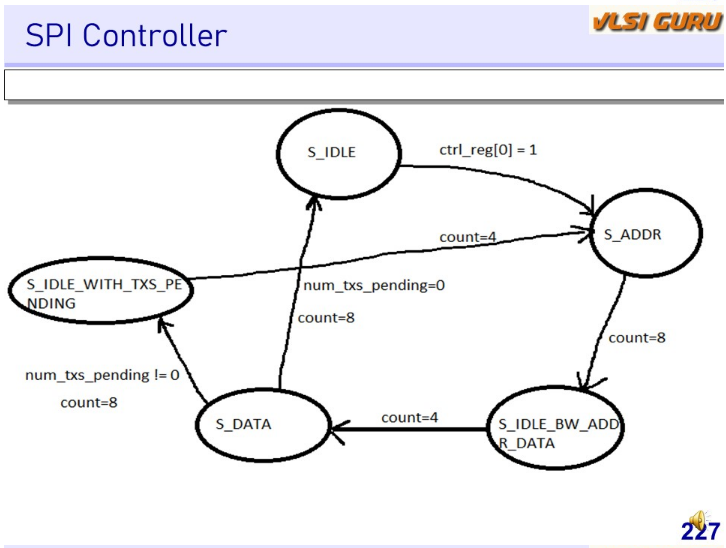 SPI Controller
VLSI GURU
S_IDLE
ctrl_reg[0] = 1
S_ADDR
count=4
S_IDLE_WITH_TXS_PE
NDING
num_txs_pending=0
count=8
count=8
num_txs_pending != 0
count=8
S_DATA
count=4
S_IDLE_BW_ADD
R_DATA
227